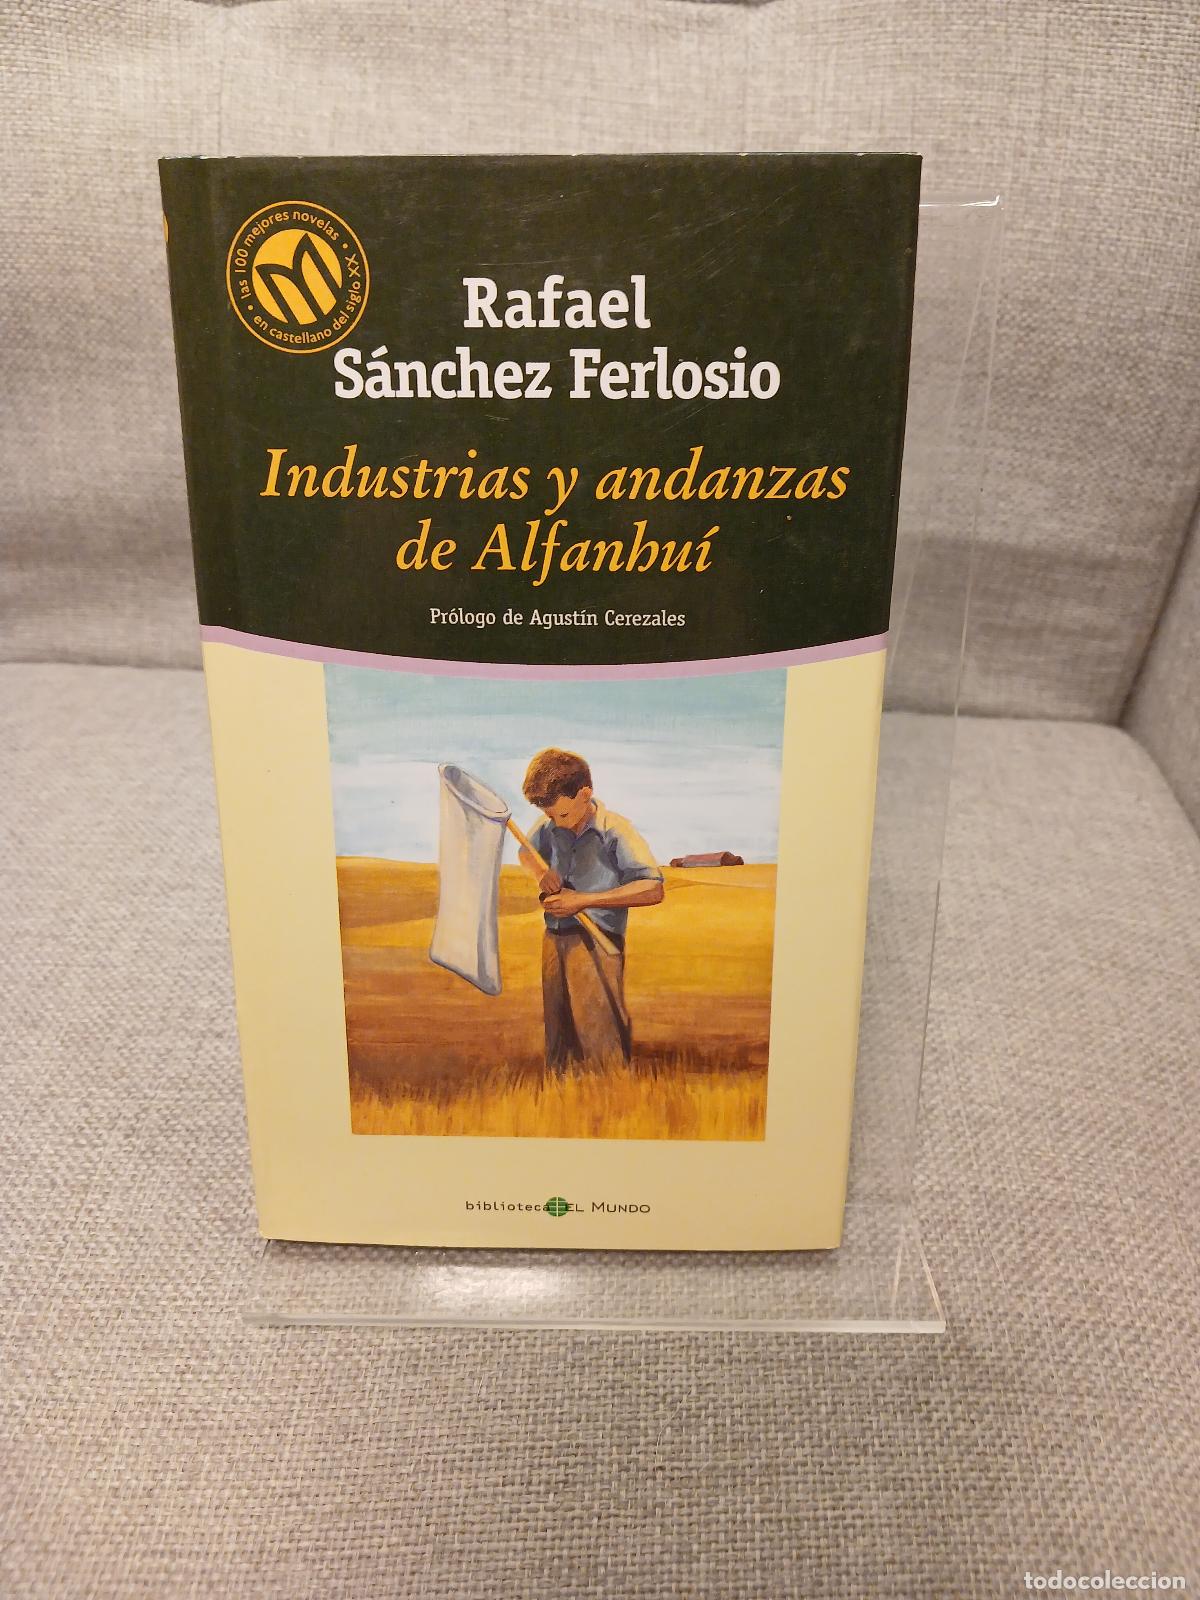 • las 100 mejores novelas •
en castellano del siglo XX
Rafael
Sánchez Ferlosio
Industrias y andanzas
de Alfanhuí
Prólogo de Agustín Cerezales
biblioteca EL MUNDO
todocoleccion